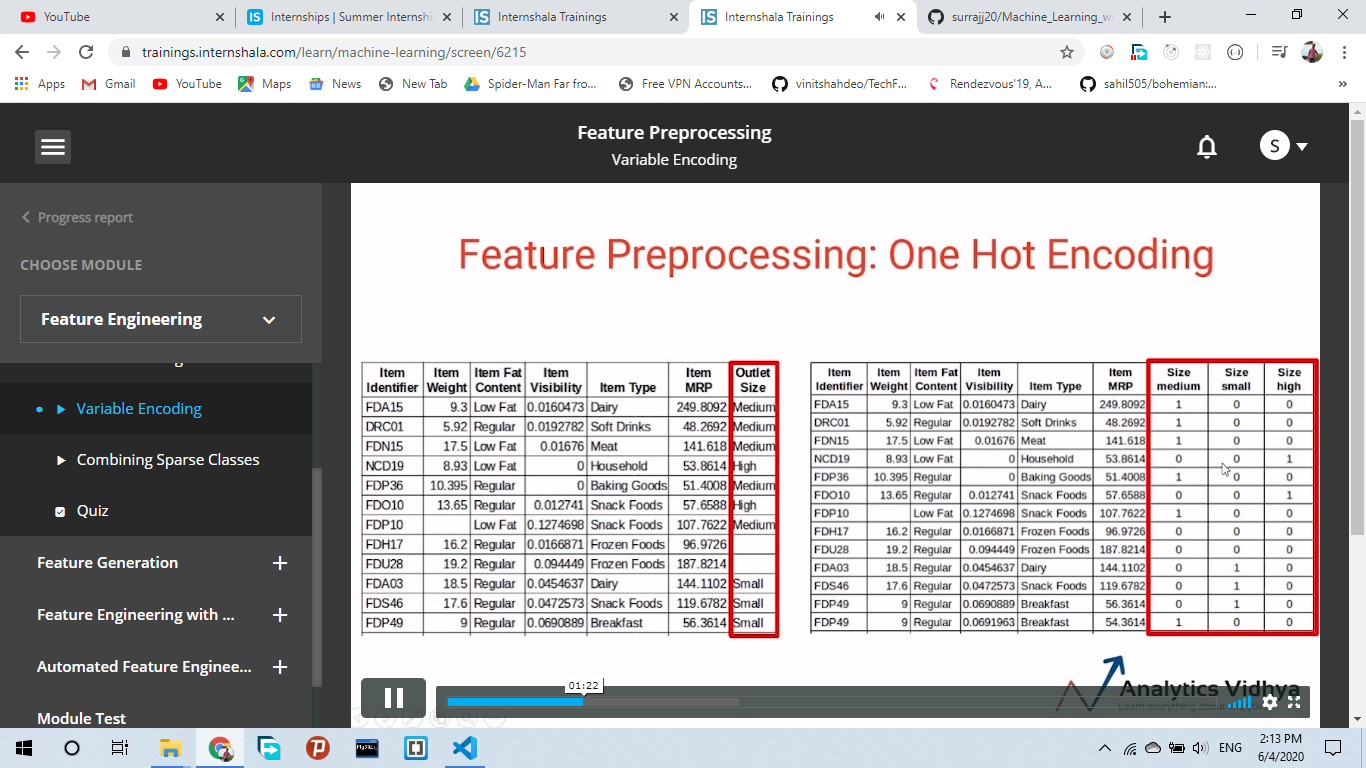 YouTube
Internships | Summer Internshi
Internshala Trainings
Internshala Trainings
surrajj20/Machine_Learning_w
trainings.internshala.com/learn/machine-learning/screen/6215
Apps Gmail YouTube Maps News New Tab Spider-Man Far fro... Free VPN Accounts... vinitshahdeo/TechF... Rendezvous'19, A... sahil505/bohemian:... »
Feature Preprocessing
Variable Encoding
S
Progress report
CHOOSE MODULE
Feature Engineering
Variable Encoding
Combining Sparse Classes
Quiz
Feature Generation +
Feature Engineering with ... +
Automated Feature Enginee... +
Module Test
Feature Preprocessing: One Hot Encoding
Item Identifier Item Weight Item Fat Content Item Visibility Item Type Item MRP Outlet Size
FDA15 9.3 Low Fat 0.0160473 Dairy 249.8092 Medium
DRC01 5.92 Regular 0.0192782 Soft Drinks 48.2692 Medium
FDN15 17.5 Low Fat 0.01676 Meat 141.618 Medium
NCD19 8.93 Low Fat 0 Household 53.8614 High
FDP36 10.395 Regular 0 Baking Goods 51.4008 Medium
FDO10 13.65 Regular 0.012741 Snack Foods 57.6588 High
FDP10 Low Fat 0.1274698 Snack Foods 107.7622 Medium
FDH17 16.2 Regular 0.0166871 Frozen Foods 96.9726
FDU28 19.2 Regular 0.094449 Frozen Foods 187.8214
FDA03 18.5 Regular 0.0454637 Dairy 144.1102 Small
FDS46 17.6 Regular 0.0472573 Snack Foods 119.6782 Small
FDP49 9 Regular 0.0690889 Breakfast 56.3614 Small
Item Identifier Item Weight Item Fat Content Item Visibility Item Type Item MRP Size medium Size small Size high
FDA15 9.3 Low Fat 0.0160473 Dairy 249.8092 1 0 0
DRC01 5.92 Regular 0.0192782 Soft Drinks 48.2692 1 0 0
FDN15 17.5 Low Fat 0.01676 Meat 141.618 1 0 0
NCD19 8.93 Low Fat 0 Household 53.8614 0 0 1
FDP36 10.395 Regular 0 Baking Goods 51.4008 1 0 0
FDO10 13.65 Regular 0.012741 Snack Foods 57.6588 0 0 1
FDP10 Low Fat 0.1274698 Snack Foods 107.7622 1 0 0
FDH17 16.2 Regular 0.0166871 Frozen Foods 96.9726 0 0 0
FDU28 19.2 Regular 0.094449 Frozen Foods 187.8214 0 0 0
FDA03 18.5 Regular 0.0454637 Dairy 144.1102 0 1 0
FDS46 17.6 Regular 0.0472573 Snack Foods 119.6782 0 1 0
FDP49 9 Regular 0.0690889 Breakfast 56.3614 0 1 0
FDP49 9 Regular 0.0691963 Breakfast 54.3614 1 0 0
01:22
Analytics Vidhya
Learn everything about
MySQL
ENG
2:13 PM
6/4/2020